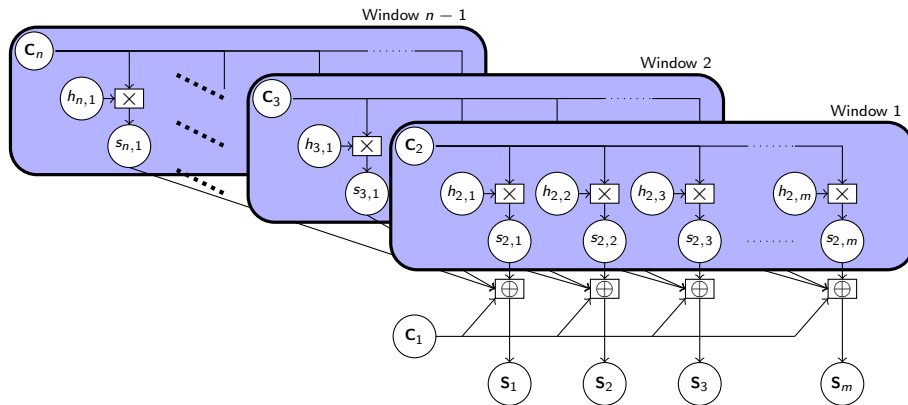 Window n − 1
C_n
h_{n,1} ×
s_{n,1}
Window 2
C_3
h_{3,1} ×
s_{3,1}
Window 1
C_2
h_{2,1} × h_{2,2} × h_{2,3} × h_{2,m} ×
s_{2,1} s_{2,2} s_{2,3} s_{2,m}
⊕ ⊕ ⊕ ⊕
C_1
S_1 S_2 S_3 S_m